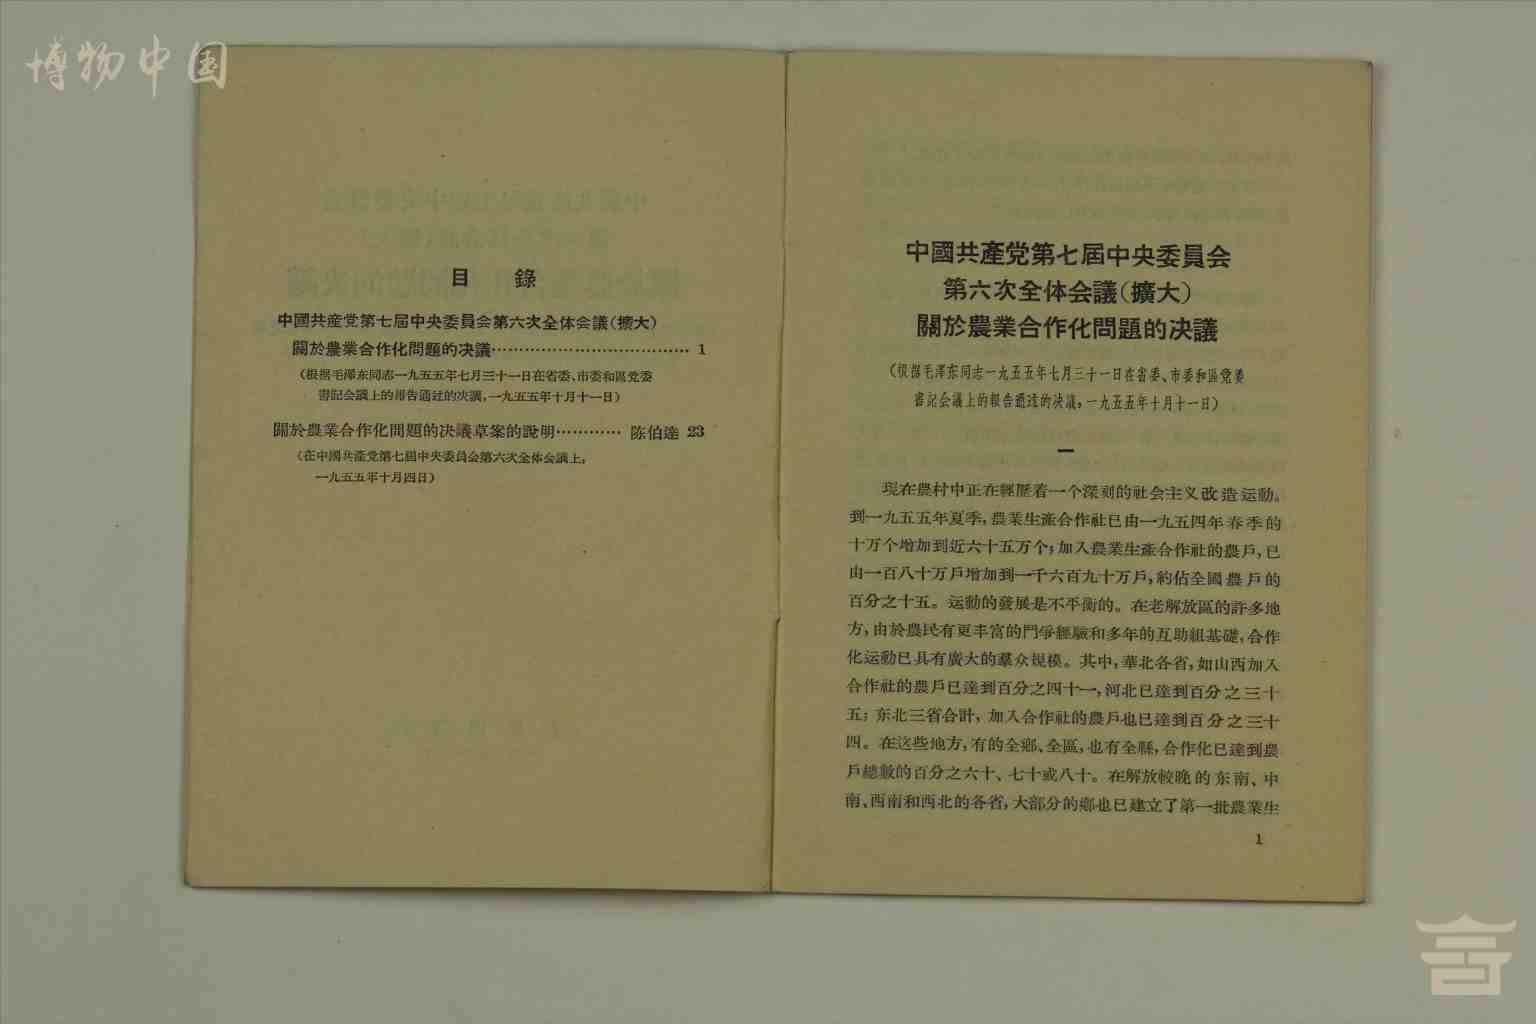 博物中国
目 錄
中國共產党第七屆中央委員会第六次全体会議(擴大)
關於農業合作化問題的决議………………………… 1
(根据毛澤东同志一九五五年七月三十一日在省委、市委和區党委
書記会議上的報告通过的决議,一九五五年十月十一日)
關於農業合作化問題的决議草案的說明………… 陈伯達 23
(在中國共產党第七屆中央委員会第六次全体会議上,
一九五五年十月四日)
中國共產党第七屆中央委員会
第六次全体会議(擴大)
關於農業合作化問題的决議
(根据毛澤东同志一九五五年七月三十一日在省委、市委和區党委
書記会議上的報告通过的决議,一九五五年十月十一日)
一
現在農村中正在經歷着一个深刻的社会主义改造运動。
到一九五五年夏季,農業生產合作社已由一九五四年春季的
十万个增加到近六十五万个;加入農業生產合作社的農戶,已
由一百八十万戶增加到一千六百九十万戶,約佔全國農戶的
百分之十五。运動的發展是不平衡的。在老解放區的許多地
方,由於農民有更丰富的鬥爭經驗和多年的互助組基礎,合作
化运動已具有廣大的羣众規模。其中,華北各省,如山西加入
合作社的農戶已達到百分之四十一,河北已達到百分之三十
五;东北三省合計,加入合作社的農戶也已達到百分之三十
四。在这些地方,有的全鄉、全區,也有全縣,合作化已達到農
戶總數的百分之六十、七十或八十。在解放較晚的东南、中
南、西南和西北的各省,大部分的鄉也已建立了第一批農業生
1